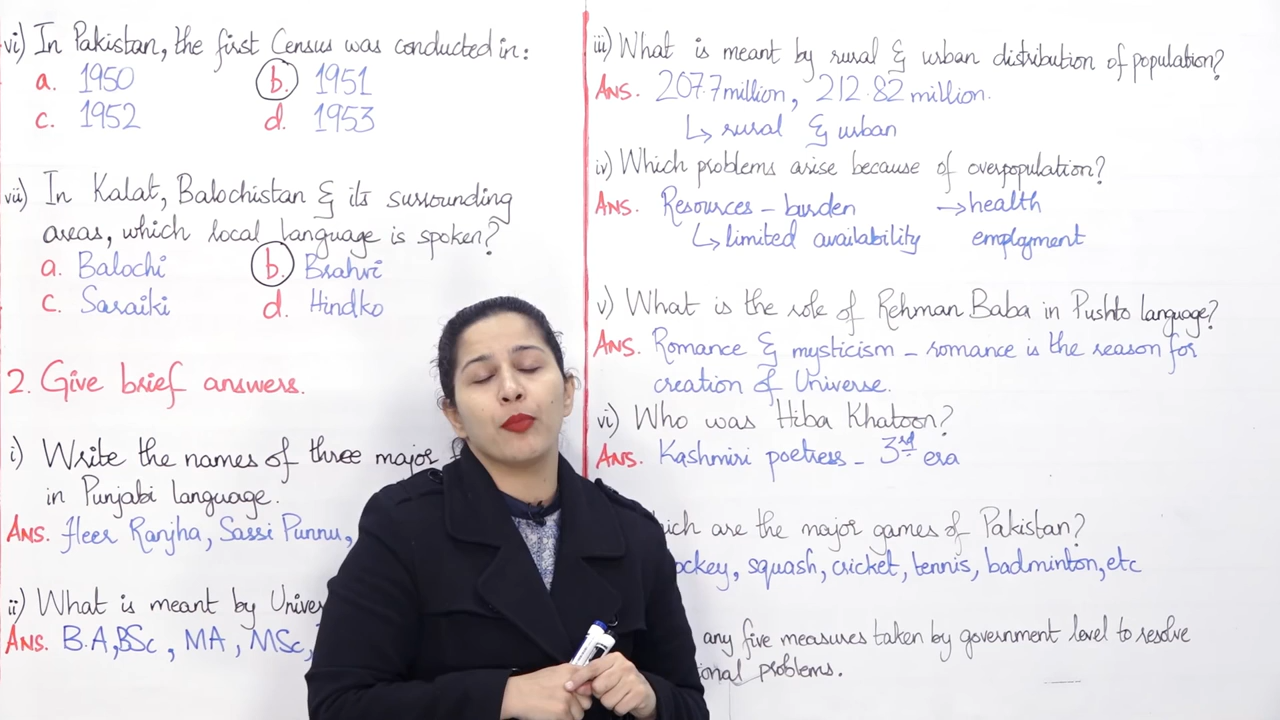 vi) In Pakistan, the first Census was conducted in:
a. 1950 b. 1951
c. 1952 d. 1953
vii) In Kalat, Balochistan & its surrounding
areas, which local language is spoken?
a. Balochi b. Brahvi
c. Saraiki d. Hindko
2. Give brief answers.
i) Write the names of three major
in Punjabi language.
Ans. Heer Ranjha, Sassi Punnu,
ii) What is meant by Univer
Ans. B.A, BSc, MA, MSc,
iii) What is meant by rural & urban distribution of population?
Ans. 207.7 million, 212.82 million.
↳ rural & urban
iv) Which problems arise because of overpopulation?
Ans. Resources - burden → health
↳ limited availability employment
v) What is the role of Rehman Baba in Pushto language?
Ans. Romance & mysticism - romance is the reason for
creation of Universe.
vi) Who was Hiba Khatoon?
Ans. Kashmiri poetress - 3rd era
hich are the major games of Pakistan?
ockey, squash, cricket, tennis, badminton, etc
any five measures taken by government level to resolve
ional problems.